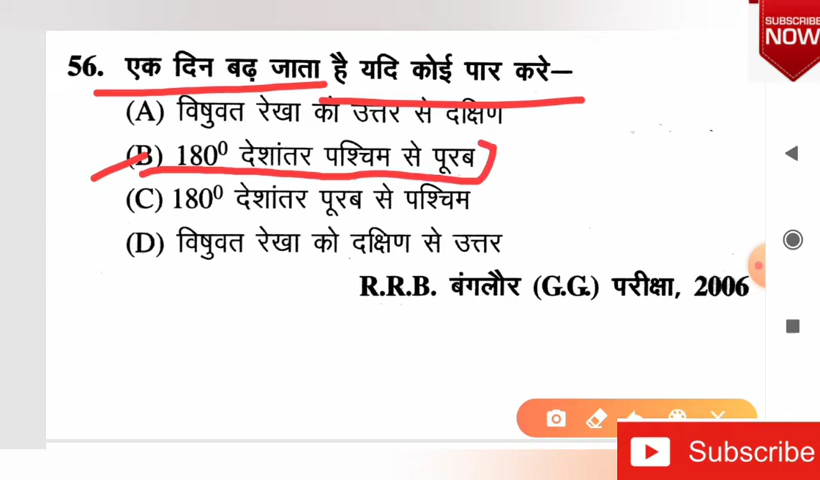 SUBSCRIBE
NOW
56. एक दिन बढ़ जाता है यदि कोई पार करे–
(A) विषुवत रेखा को उत्तर से दक्षिण
(B) 180⁰ देशांतर पश्चिम से पूरब
(C) 180⁰ देशांतर पूरब से पश्चिम
(D) विषुवत रेखा को दक्षिण से उत्तर
R.R.B. बंगलौर (G.G.) परीक्षा, 2006
Subscribe